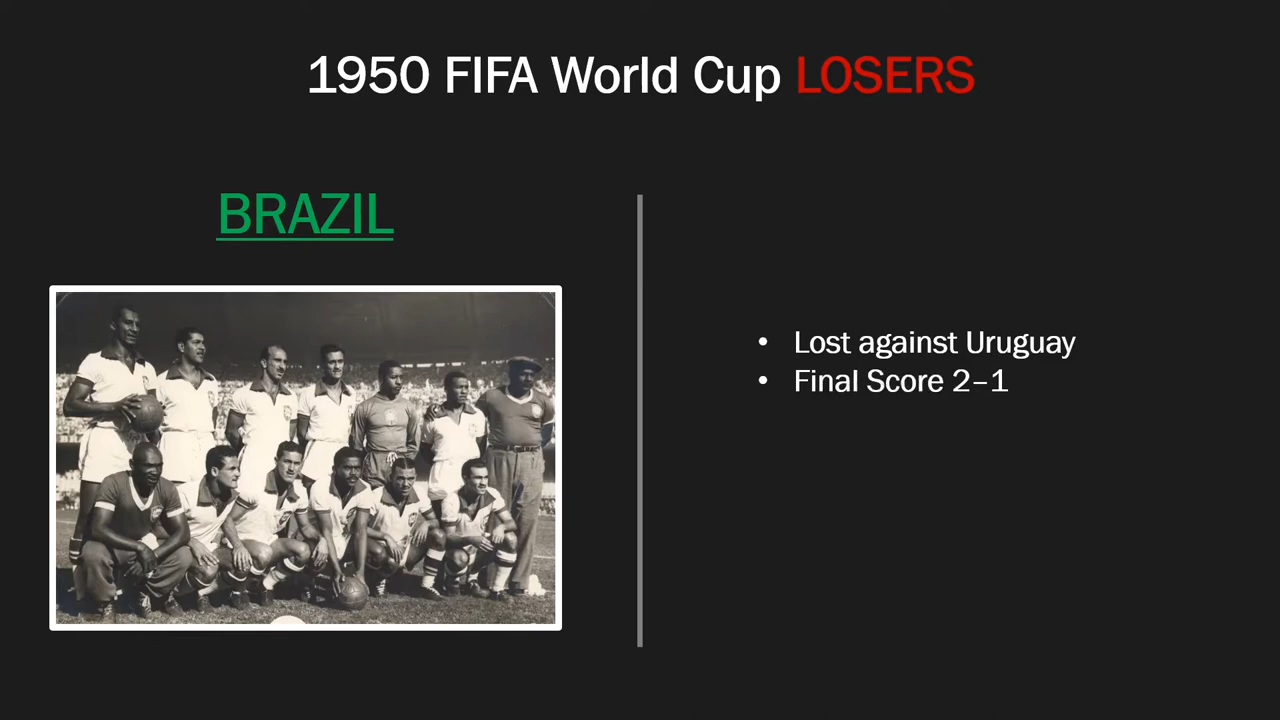 1950 FIFA World Cup LOSERS
BRAZIL
• Lost against Uruguay
• Final Score 2–1